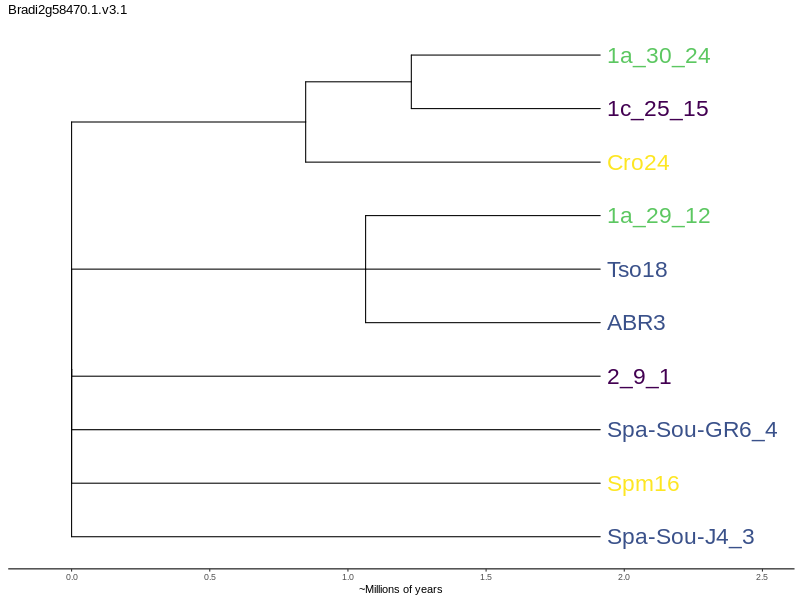 Bradi2g58470.1.v3.1
1a_30_24
1c_25_15
Cro24
1a_29_12
Tso18
ABR3
2_9_1
Spa-Sou-GR6_4
Spm16
Spa-Sou-J4_3
0.0 0.5 1.0 1.5 2.0 2.5
~Millions of years